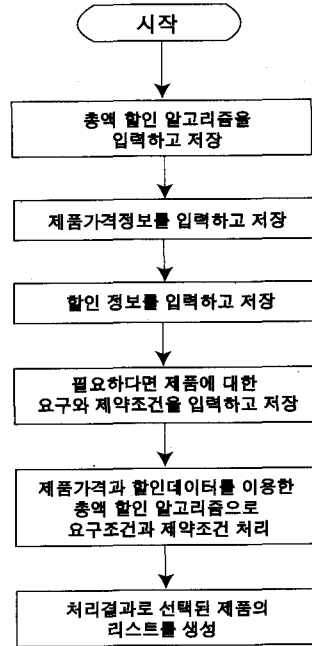 시작
총액 할인 알고리즘을
입력하고 저장
제품가격정보를 입력하고 저장
할인 정보를 입력하고 저장
필요하다면 제품에 대한
요구와 제약조건을 입력하고 저장
제품가격과 할인데이터를 이용한
총액 할인 알고리즘으로
요구조건과 제약조건 처리
처리결과로 선택된 제품의
리스트를 생성